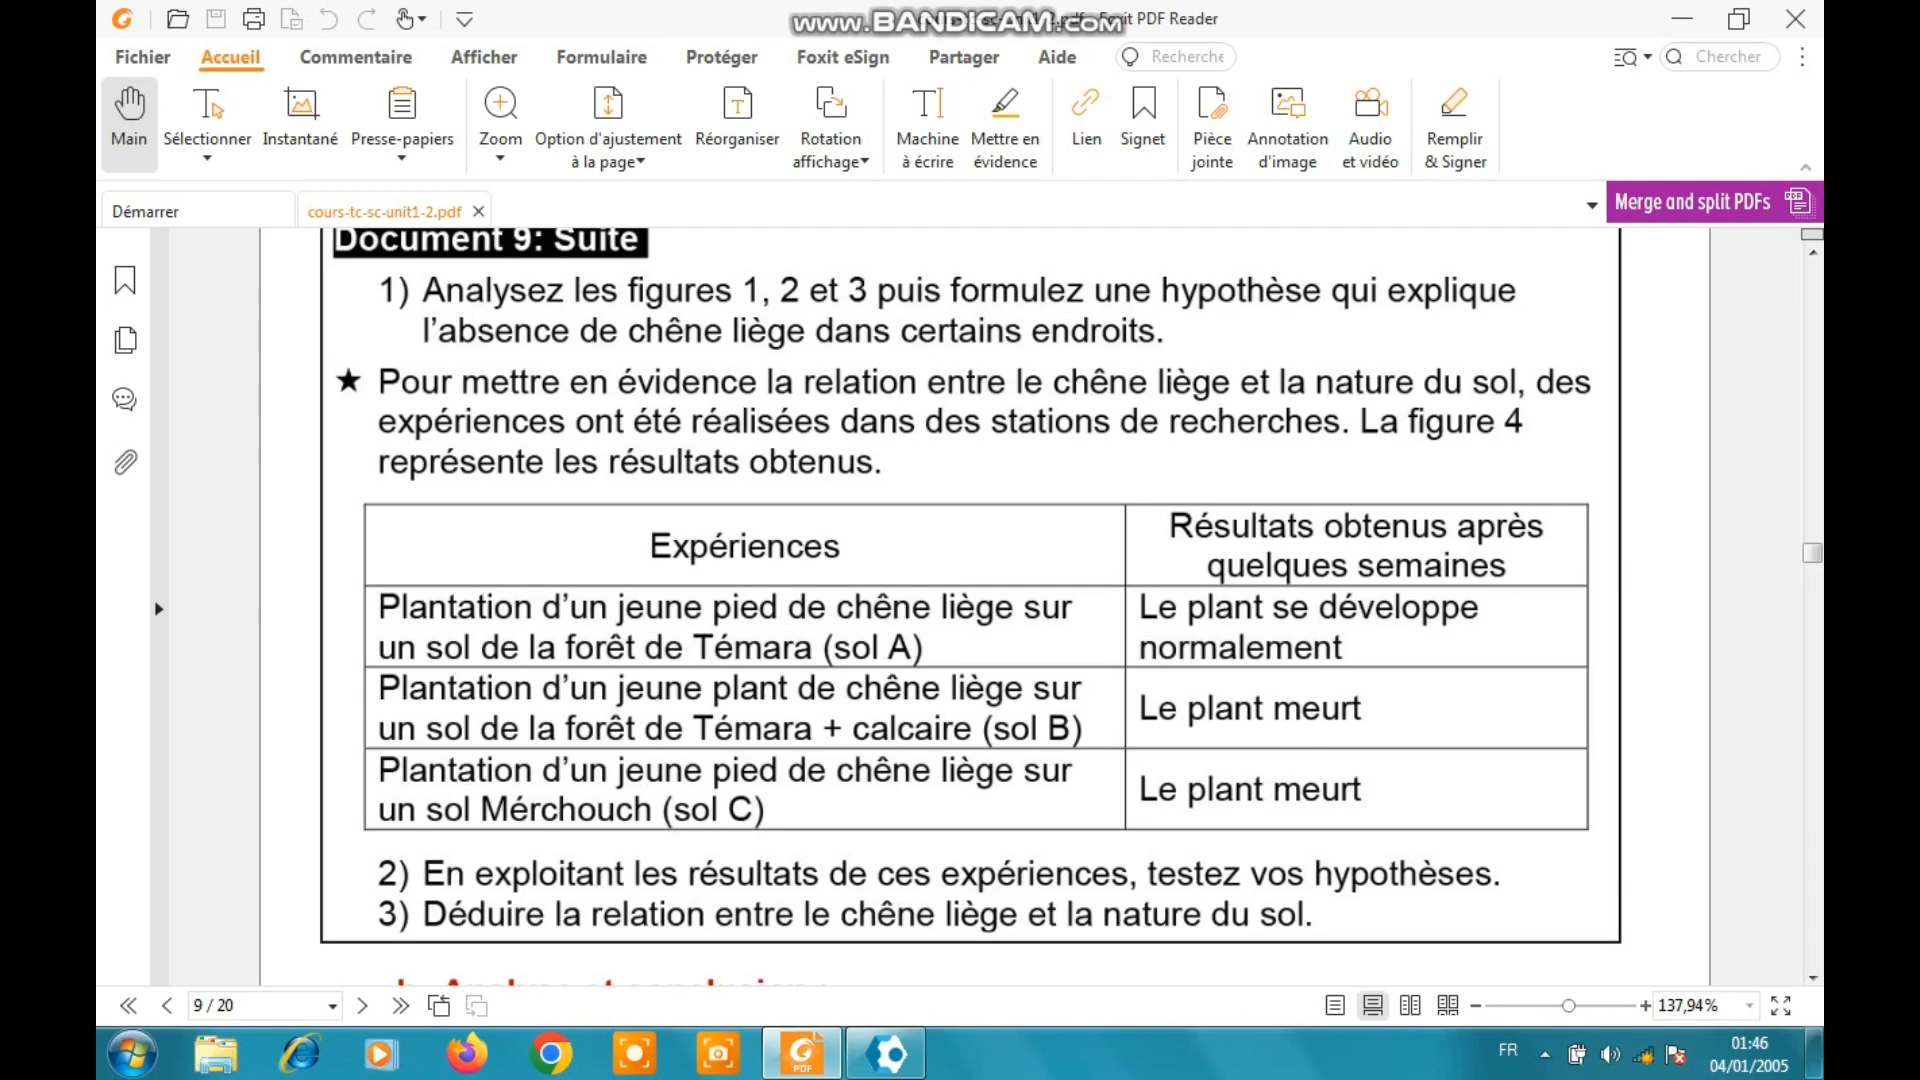 www.BANDICAM.com
Foxit PDF Reader
Fichier Accueil Commentaire Afficher Formulaire Protéger Foxit eSign Partager Aide Recherche Chercher
Main Sélectionner Instantané Presse-papiers Zoom Option d'ajustement à la page Réorganiser Rotation affichage Machine à écrire Mettre en évidence Lien Signet Pièce jointe Annotation d'image Audio et vidéo Remplir & Signer
Démarrer cours-tc-sc-unit1-2.pdf Merge and split PDFs
Document 9: Suite
1) Analysez les figures 1, 2 et 3 puis formulez une hypothèse qui explique
l'absence de chêne liège dans certains endroits.
★ Pour mettre en évidence la relation entre le chêne liège et la nature du sol, des
expériences ont été réalisées dans des stations de recherches. La figure 4
représente les résultats obtenus.
Expériences
Résultats obtenus après
quelques semaines
Plantation d'un jeune pied de chêne liège sur
un sol de la forêt de Témara (sol A)
Le plant se développe
normalement
Plantation d'un jeune plant de chêne liège sur
un sol de la forêt de Témara + calcaire (sol B)
Le plant meurt
Plantation d'un jeune pied de chêne liège sur
un sol Mérchouch (sol C)
Le plant meurt
2) En exploitant les résultats de ces expériences, testez vos hypothèses.
3) Déduire la relation entre le chêne liège et la nature du sol.
9 / 20 137,94%
FR 01:46
04/01/2005